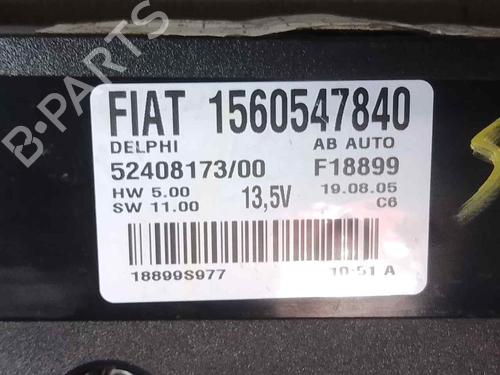 FIAT 1560547840
DELPHI AB AUTO
52408173/00 F18899
HW 5.00 13,5V 19.08.05
SW 11.00 C6
18899S977 10:51 A
B-PARTS